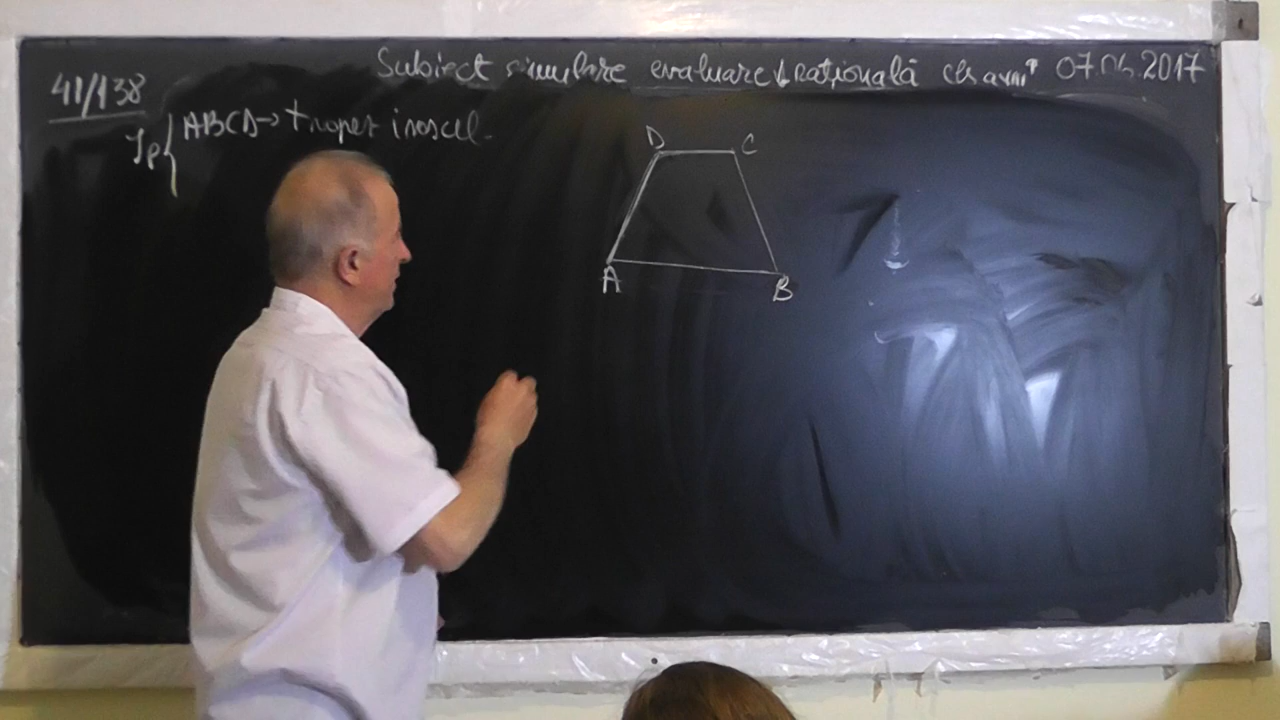 Subiect simulare evaluare națională cls a VIII 07.06.2017
41/138
Ip { ABCD → trapez isoscel
D C
A B